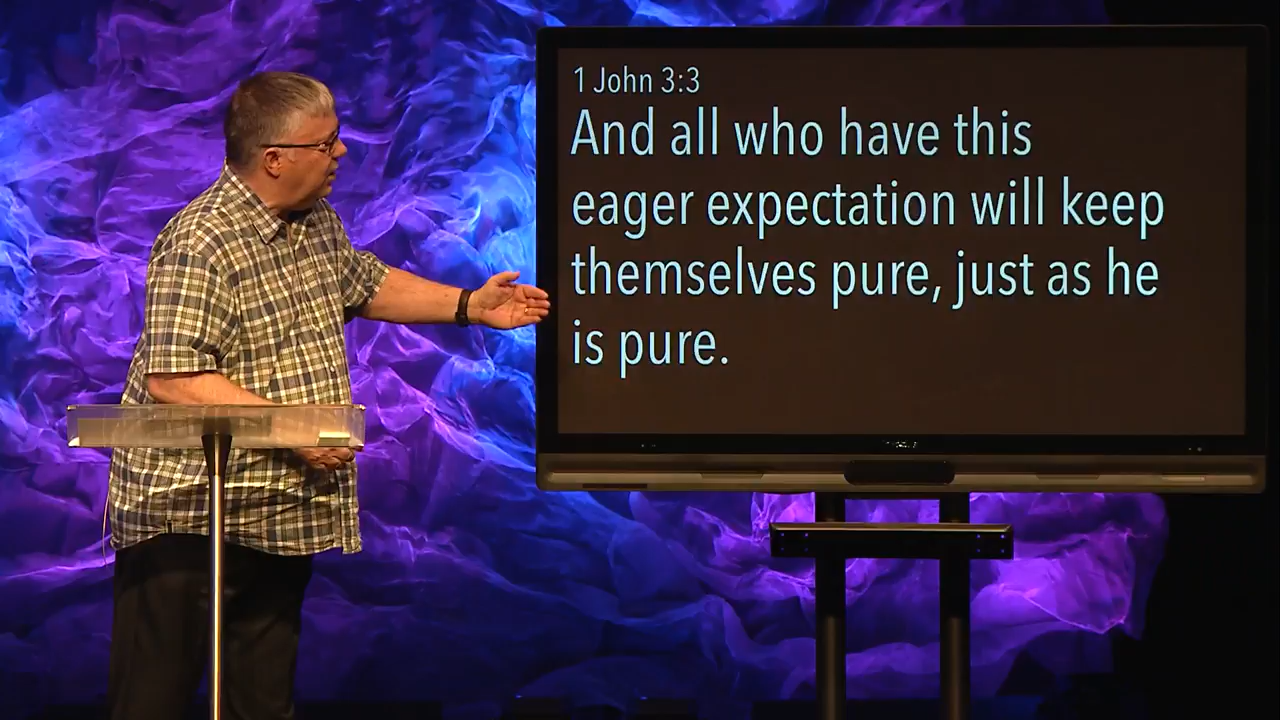 1 John 3:3
And all who have this
eager expectation will keep
themselves pure, just as he
is pure.